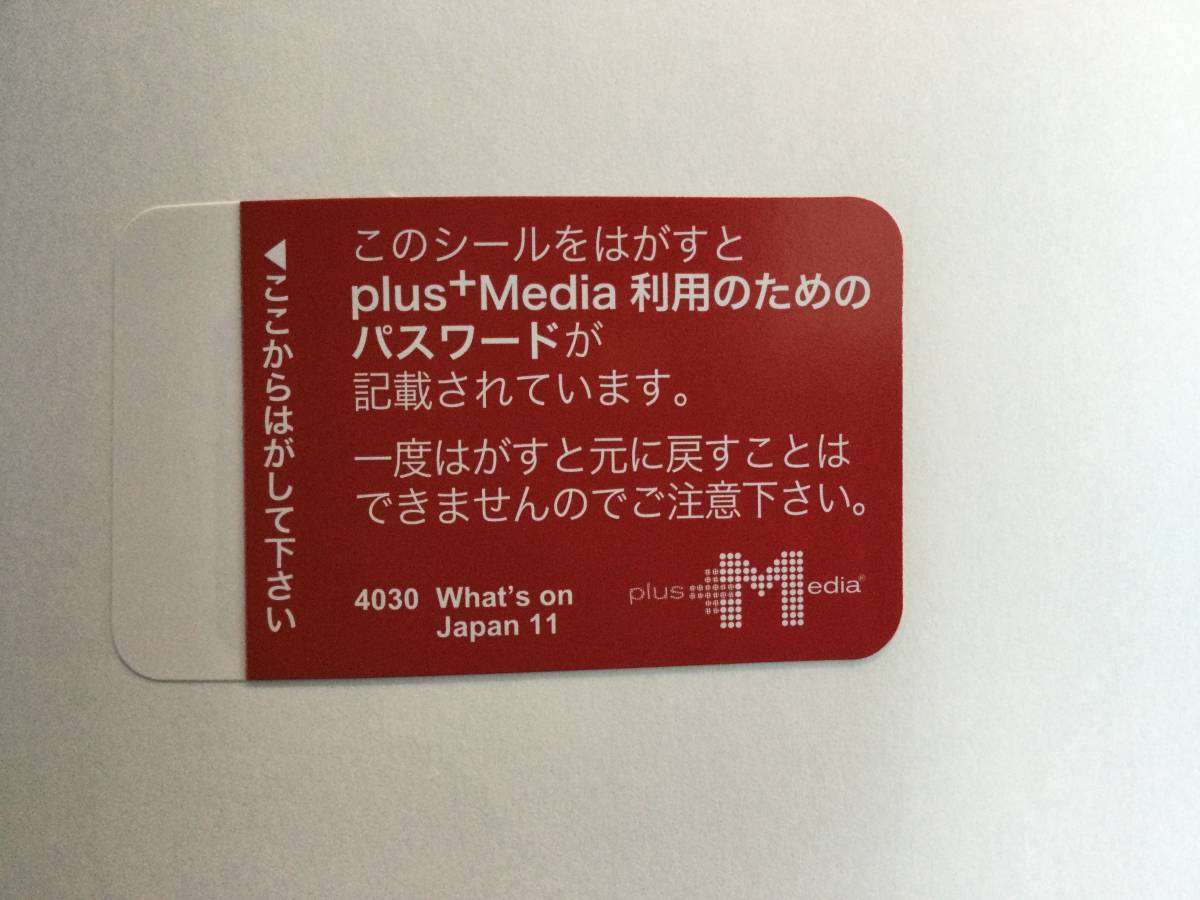 ◀ここからはがして下さい
このシールをはがすと
plus+Media 利用のための
パスワードが
記載されています。
一度はがすと元に戻すことは
できませんのでご注意下さい。
4030 What's on
Japan 11
plus Media®